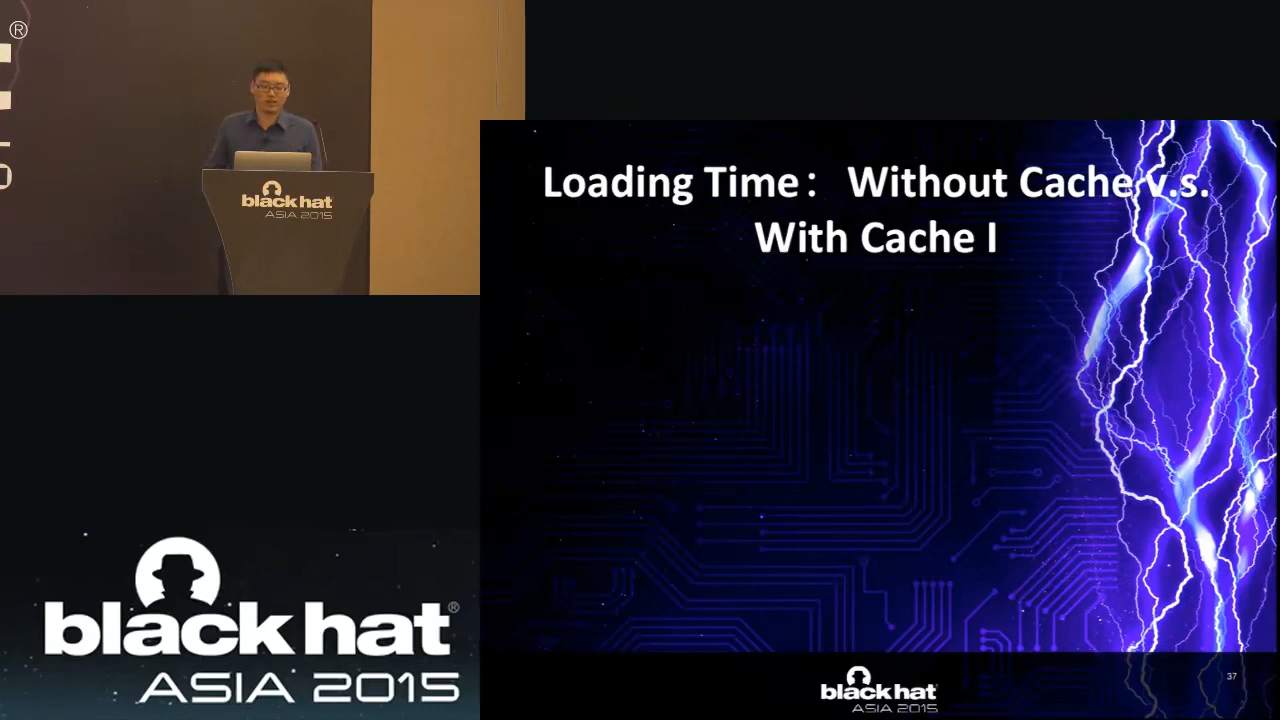 ®
black hat
ASIA 2015
Loading Time： Without Cache v.s.
With Cache I
black hat®
ASIA 2015
black hat
ASIA 2015
37